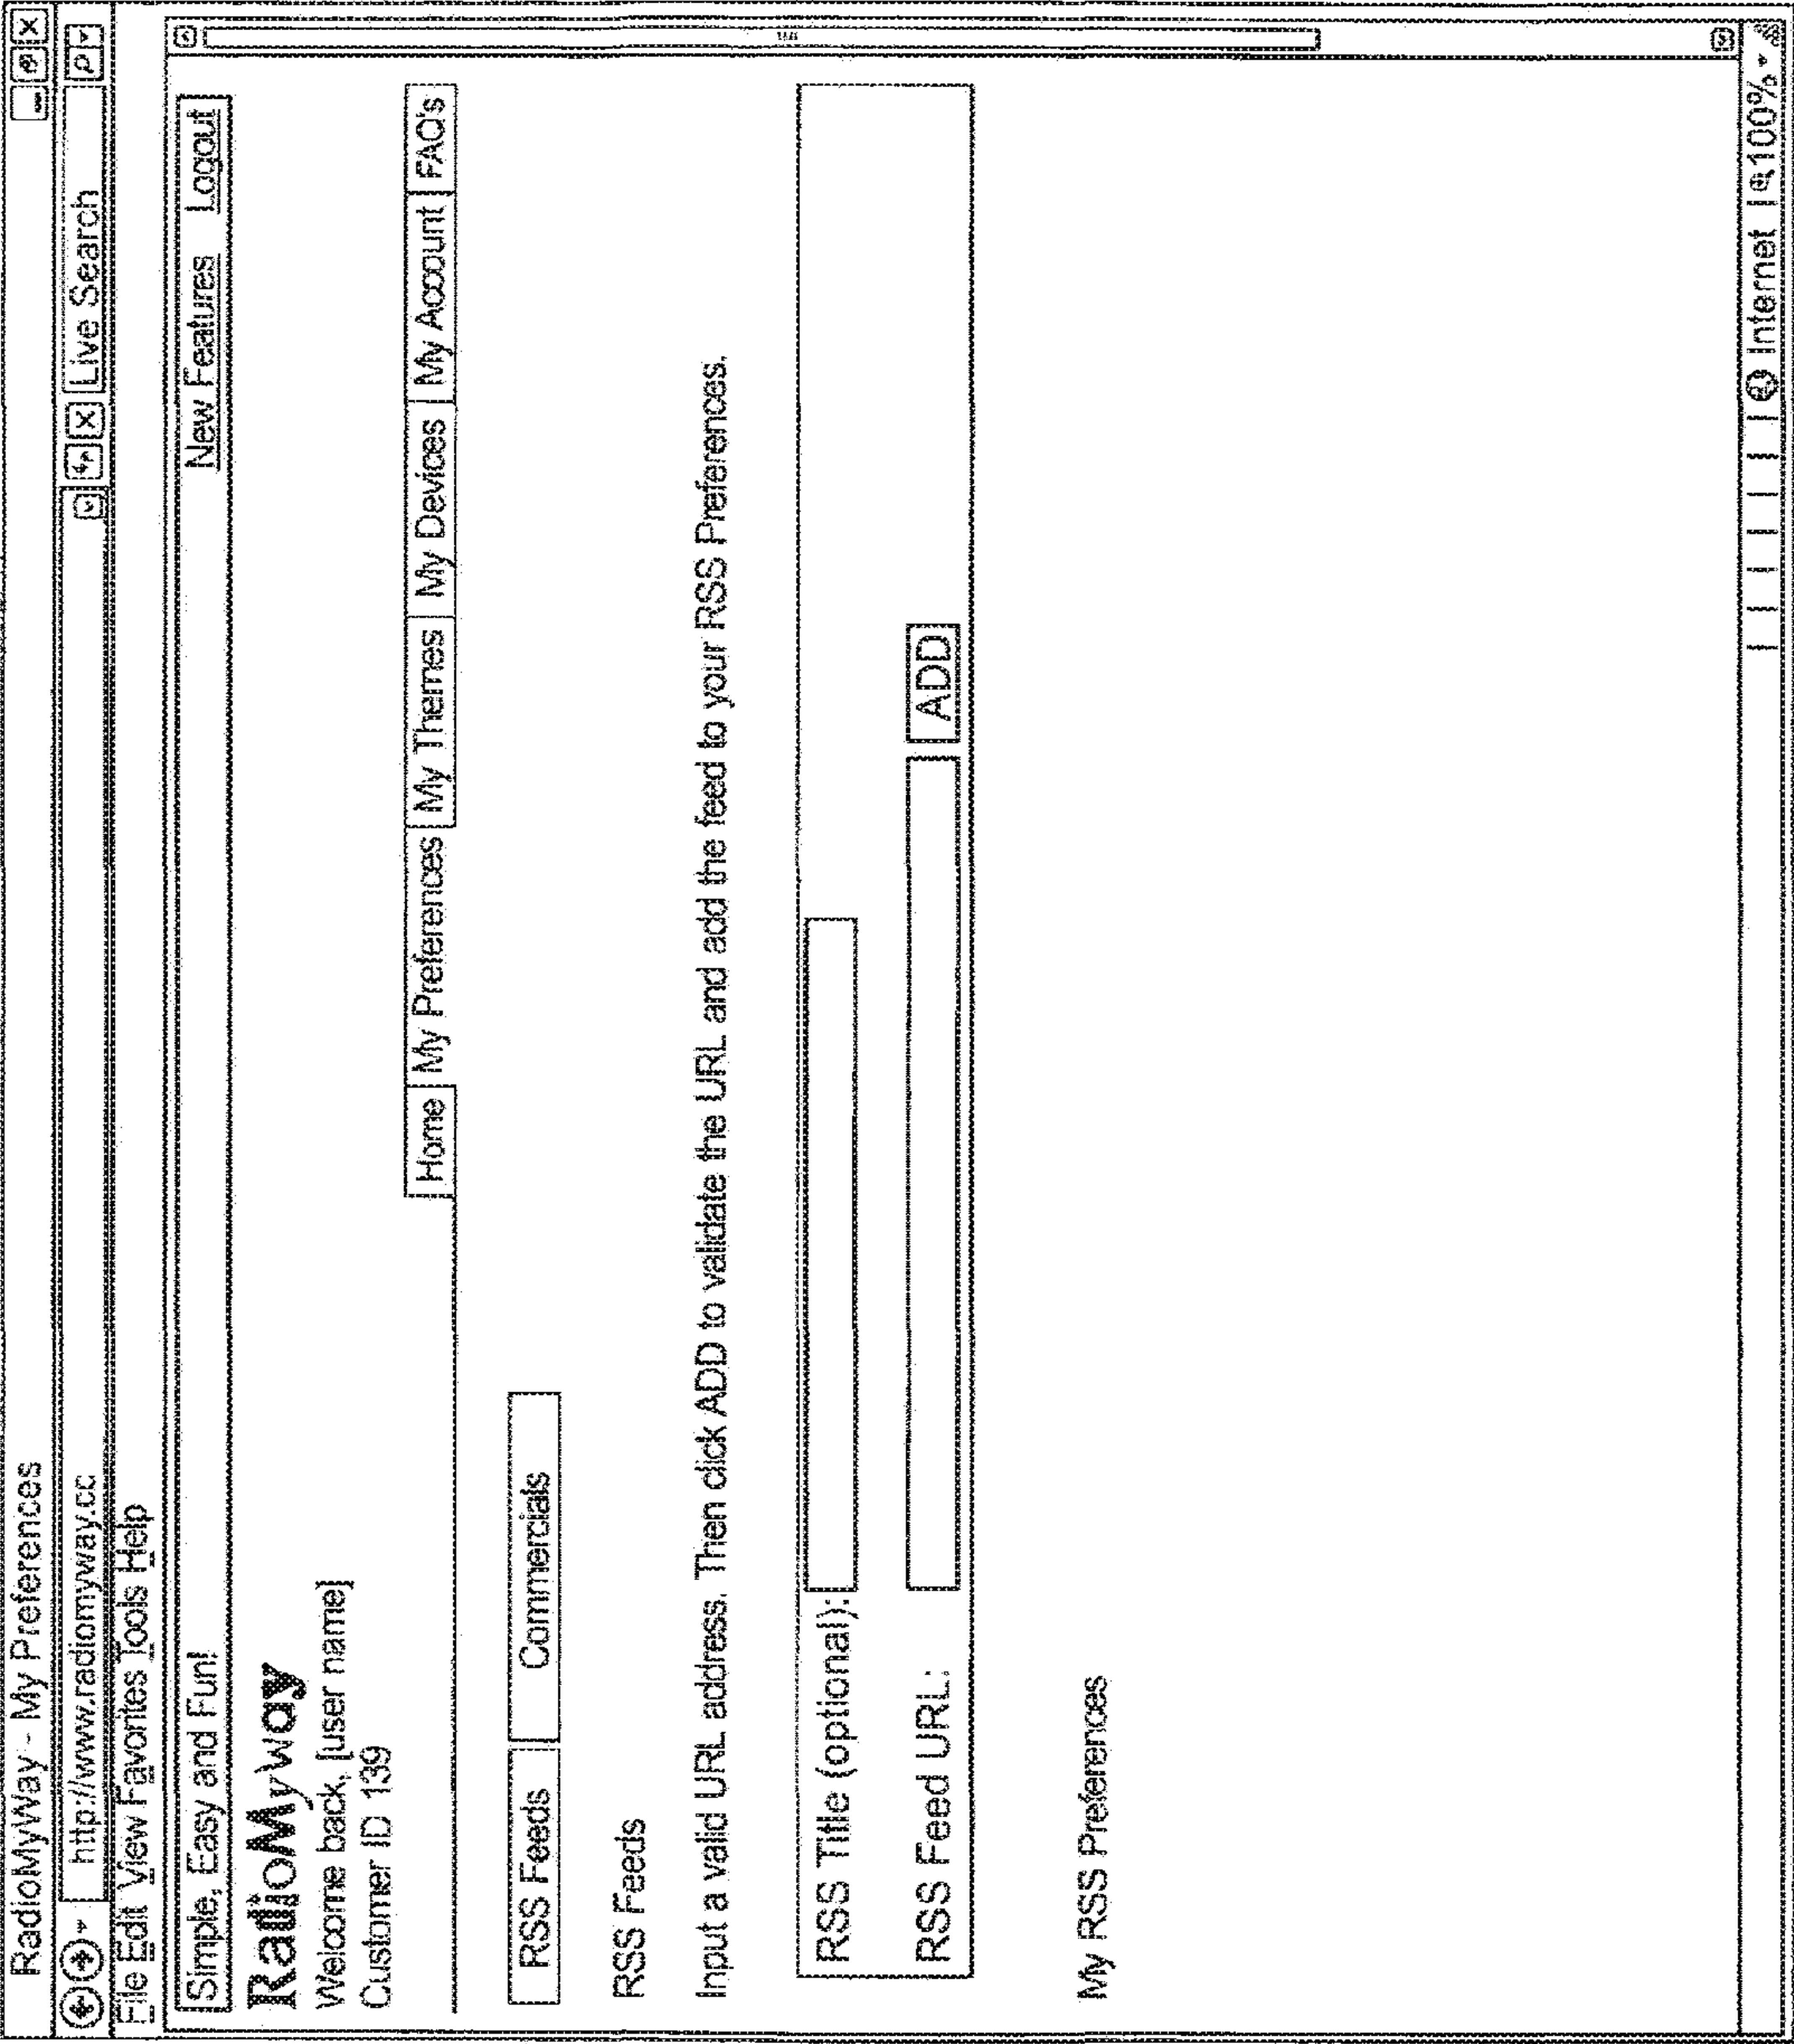 RadioMyWay - My Preferences
http://www.radiomyway.cc
Live Search
File Edit View Favorites Tools Help
Simple, Easy and Fun!
New Features Logout
RadioMyWay
Welcome back, [user name]
Customer ID 139
Home My Preferences My Themes My Devices My Account FAQ's
RSS Feeds Commercials
RSS Feeds
Input a valid URL address. Then click ADD to validate the URL and add the feed to your RSS Preferences.
RSS Title (optional):
RSS Feed URL: ADD
My RSS Preferences
Internet 100%